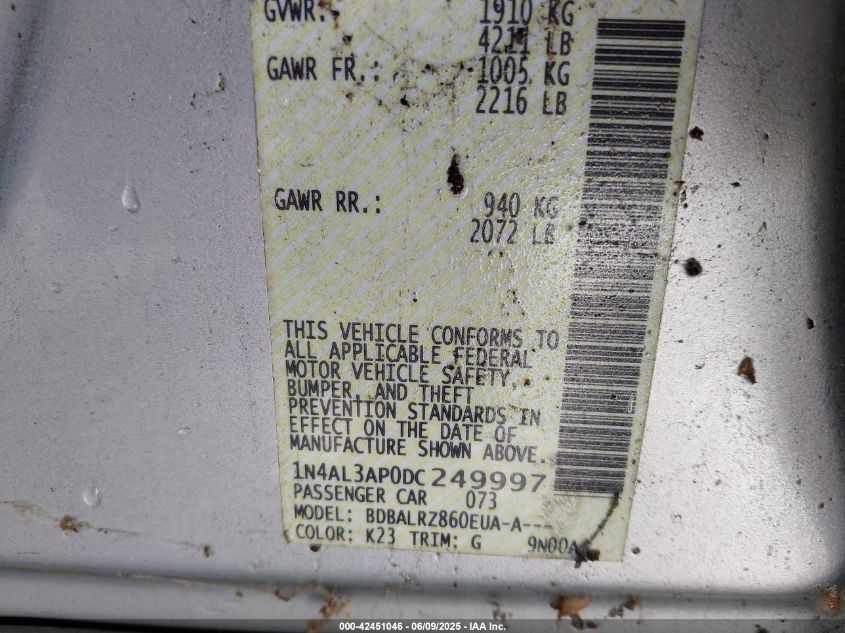 GVWR: 1910 KG
4211 LB
GAWR FR.: 1005 KG
2216 LB
GAWR RR.: 940 KG
2072 LB
THIS VEHICLE CONFORMS TO
ALL APPLICABLE FEDERAL
MOTOR VEHICLE SAFETY,
BUMPER, AND THEFT
PREVENTION STANDARDS IN
EFFECT ON THE DATE OF
MANUFACTURE SHOWN ABOVE.
1N4AL3AP0DC249997
PASSENGER CAR 073
MODEL: BDBALRZ860EUA-A---
COLOR: K23 TRIM: G
000-42451046 - 06/09/2025 - IAA Inc.